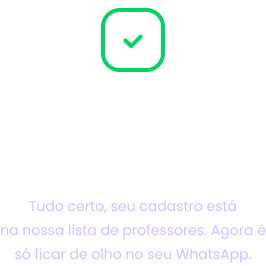 Tudo certo, seu cadastro está
na nossa lista de professores. Agora é
só ficar de olho no seu WhatsApp.